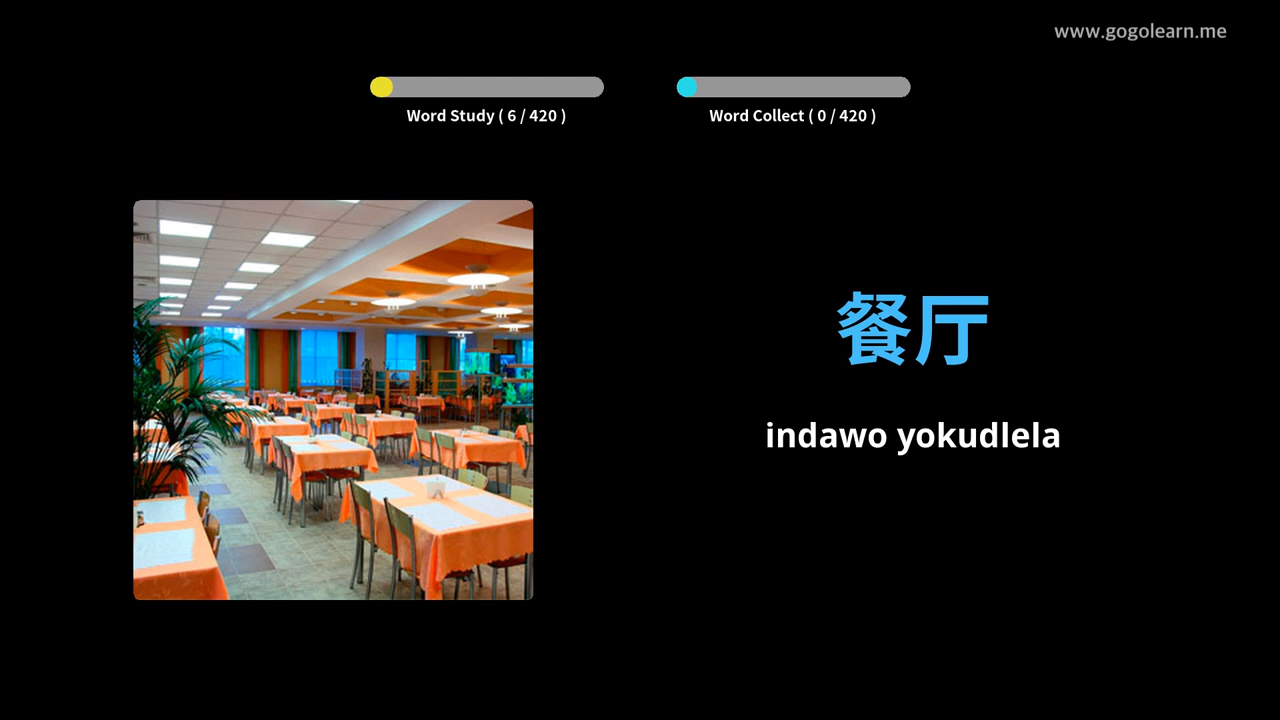 www.gogolearn.me
Word Study ( 6 / 420 )
Word Collect ( 0 / 420 )
餐厅
indawo yokudlela